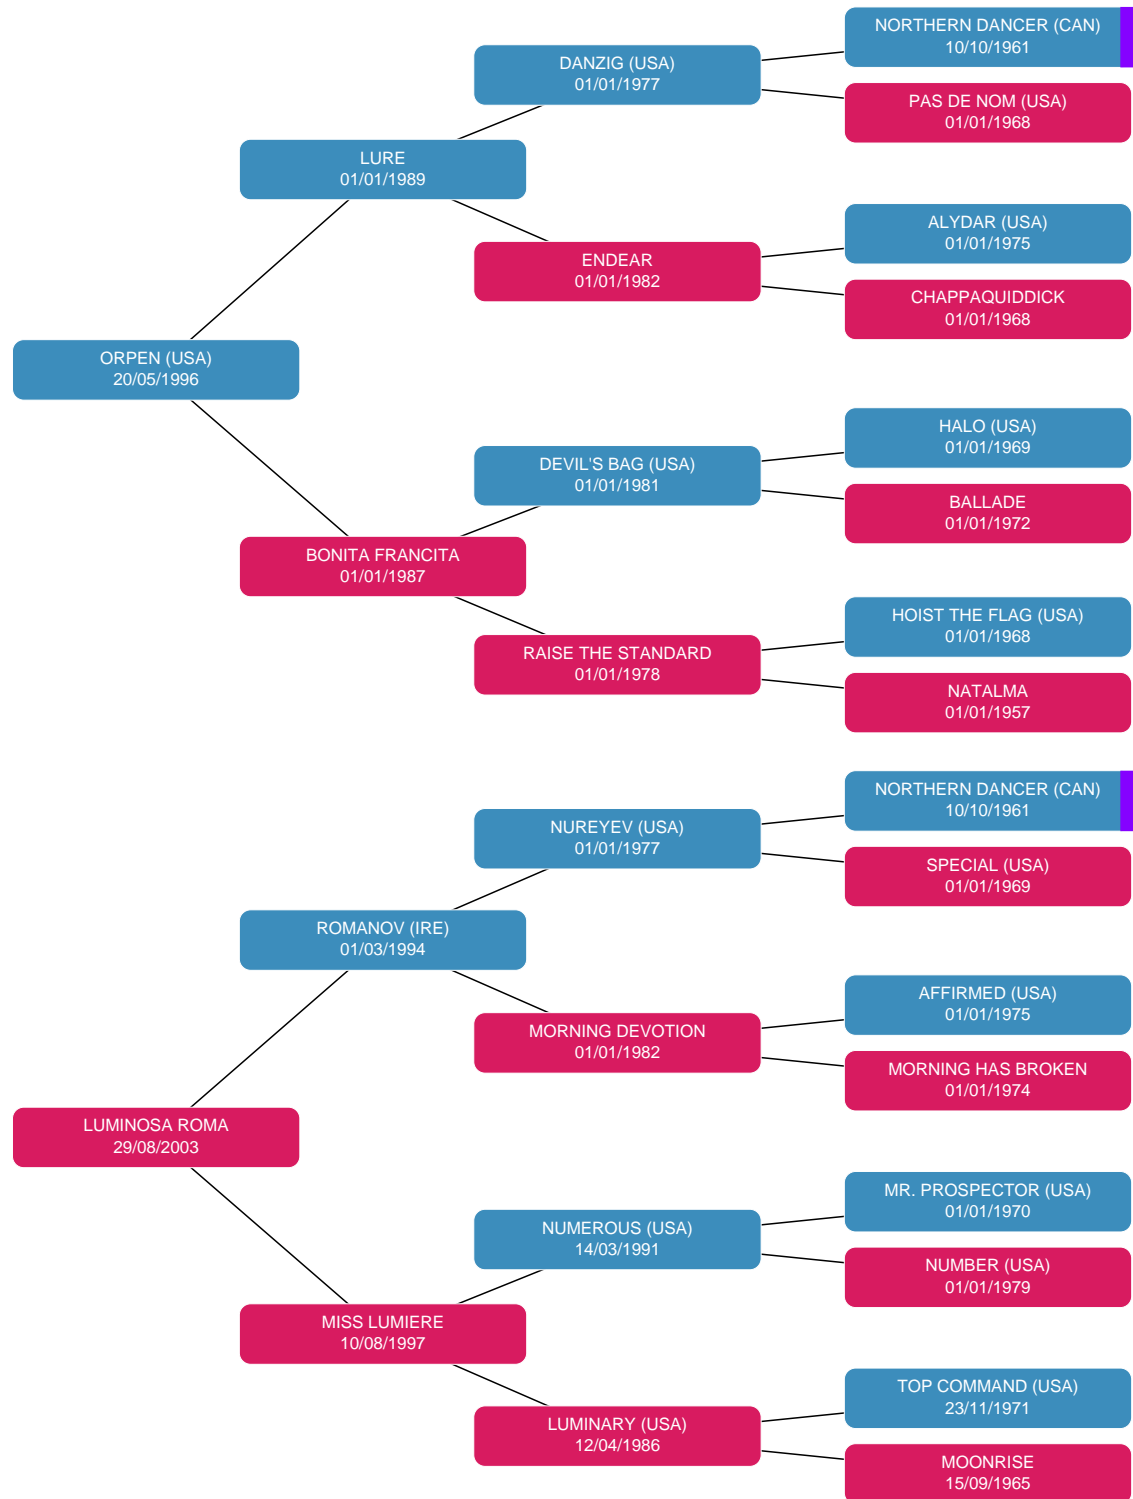 NORTHERN DANCER (CAN)
10/10/1961
DANZIG (USA)
01/01/1977
PAS DE NOM (USA)
01/01/1968
LURE
01/01/1989
ALYDAR (USA)
01/01/1975
ENDEAR
01/01/1982
CHAPPAQUIDDICK
01/01/1968
ORPEN (USA)
20/05/1996
HALO (USA)
01/01/1969
DEVIL'S BAG (USA)
01/01/1981
BALLADE
01/01/1972
BONITA FRANCITA
01/01/1987
HOIST THE FLAG (USA)
01/01/1968
RAISE THE STANDARD
01/01/1978
NATALMA
01/01/1957
NORTHERN DANCER (CAN)
10/10/1961
NUREYEV (USA)
01/01/1977
SPECIAL (USA)
01/01/1969
ROMANOV (IRE)
01/03/1994
AFFIRMED (USA)
01/01/1975
MORNING DEVOTION
01/01/1982
MORNING HAS BROKEN
01/01/1974
LUMINOSA ROMA
29/08/2003
MR. PROSPECTOR (USA)
01/01/1970
NUMEROUS (USA)
14/03/1991
NUMBER (USA)
01/01/1979
MISS LUMIERE
10/08/1997
TOP COMMAND (USA)
23/11/1971
LUMINARY (USA)
12/04/1986
MOONRISE
15/09/1965